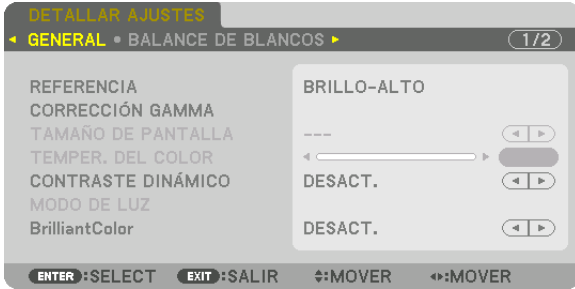 DETALLAR AJUSTES
GENERAL • BALANCE DE BLANCOS
1/2
REFERENCIA BRILLO-ALTO
CORRECCIÓN GAMMA
TAMAÑO DE PANTALLA ---
TEMPER. DEL COLOR
CONTRASTE DINÁMICO DESACT.
MODO DE LUZ
BrilliantColor DESACT.
ENTER :SELECT EXIT :SALIR :MOVER :MOVER